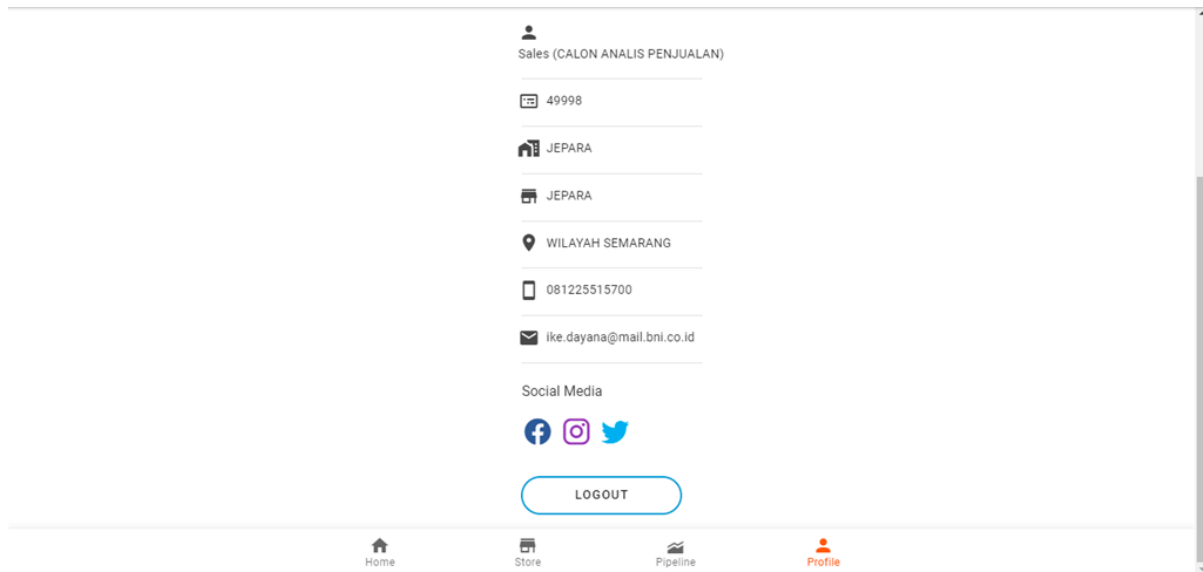 Sales (CALON ANALIS PENJUALAN)
49998
JEPARA
JEPARA
WILAYAH SEMARANG
081225515700
ike.dayana@mail.bni.co.id
Social Media
LOGOUT
Home
Store
Pipeline
Profile